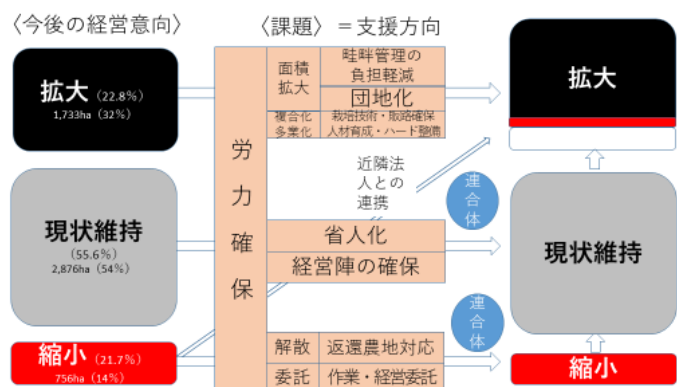 〈今後の経営意向〉
〈課題〉＝支援方向
拡大（22.8％）
1,733ha（32％）
現状維持
（55.6％）
2,876ha（54％）
縮小（21.7％）
756ha（14％）
労力確保
面積
拡大
畦畔管理の
負担軽減
団地化
複合化
多業化
栽培技術・販路確保
人材育成・ハード整備
近隣法
人との
連携
省人化
経営陣の確保
解散
返還農地対応
委託
作業・経営委託
連合体
連合体
拡大
現状維持
縮小